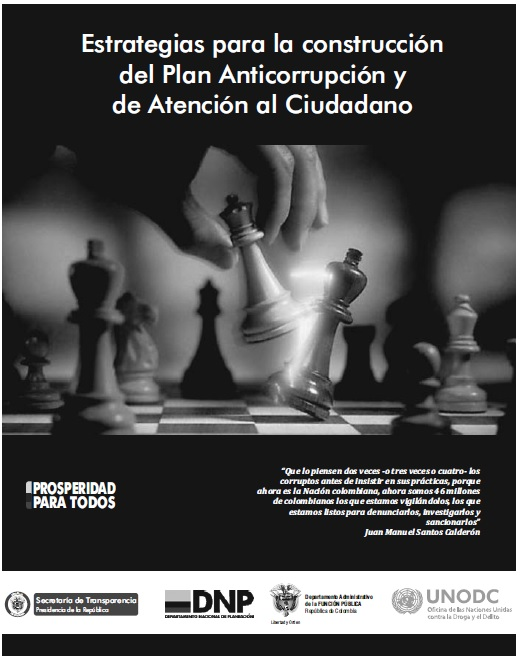 Estrategias para la construcción
del Plan Anticorrupción y
de Atención al Ciudadano
PROSPERIDAD
PARA TODOS
"Que lo piensen dos veces -o tres veces o cuatro- los
corruptos antes de insistir en sus prácticas, porque
ahora es la Nación colombiana, ahora somos 46 millones
de colombianos los que estamos vigilándolos, los que
estamos listos para denunciarlos, investigarlos y
sancionarlos"
Juan Manuel Santos Calderón
Secretaría de Transparencia
Presidencia de la República
DNP
DEPARTAMENTO NACIONAL DE PLANEACIÓN
Libertad y Orden
Departamento Administrativo
de la FUNCIÓN PÚBLICA
República de Colombia
UNODC
Oficina de las Naciones Unidas
contra la Droga y el Delito